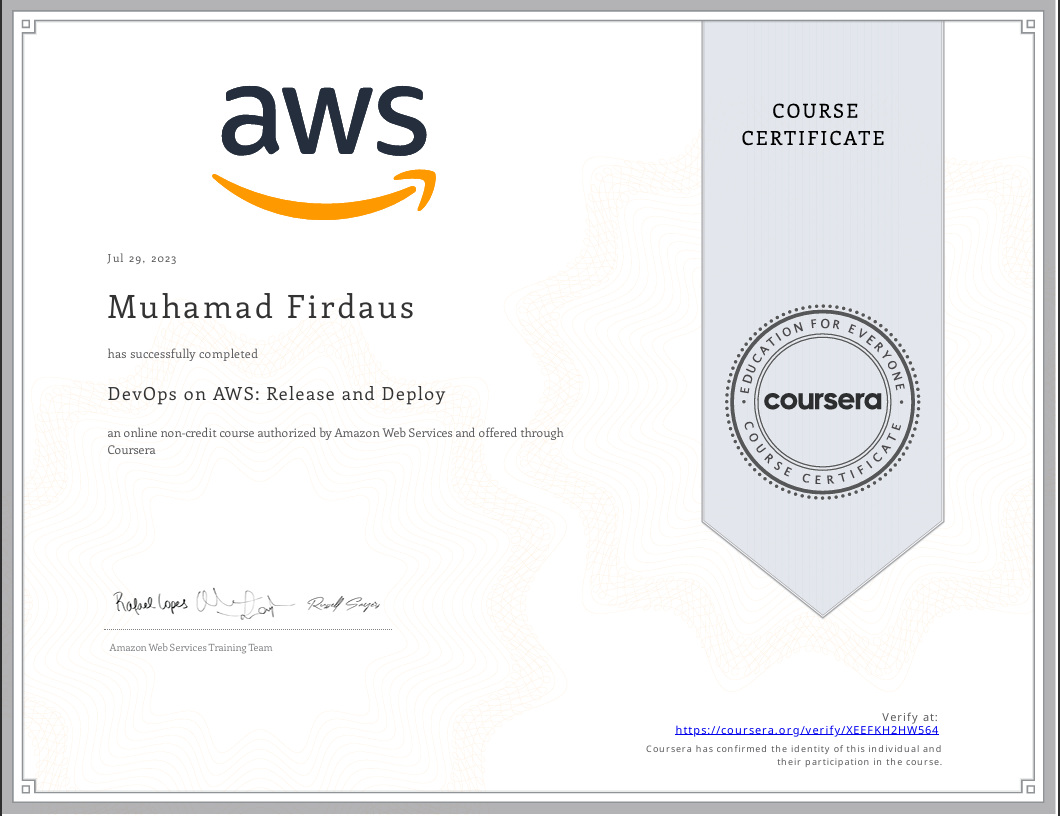 aws
COURSE
CERTIFICATE
Jul 29, 2023
Muhamad Firdaus
has successfully completed
DevOps on AWS: Release and Deploy
an online non-credit course authorized by Amazon Web Services and offered through
Coursera
EDUCATION FOR EVERYONE
coursera
COURSE CERTIFICATE
Rafael Lopes
Russell Sayers
Amazon Web Services Training Team
Verify at:
https://coursera.org/verify/XEEFKH2HW564
Coursera has confirmed the identity of this individual and
their participation in the course.